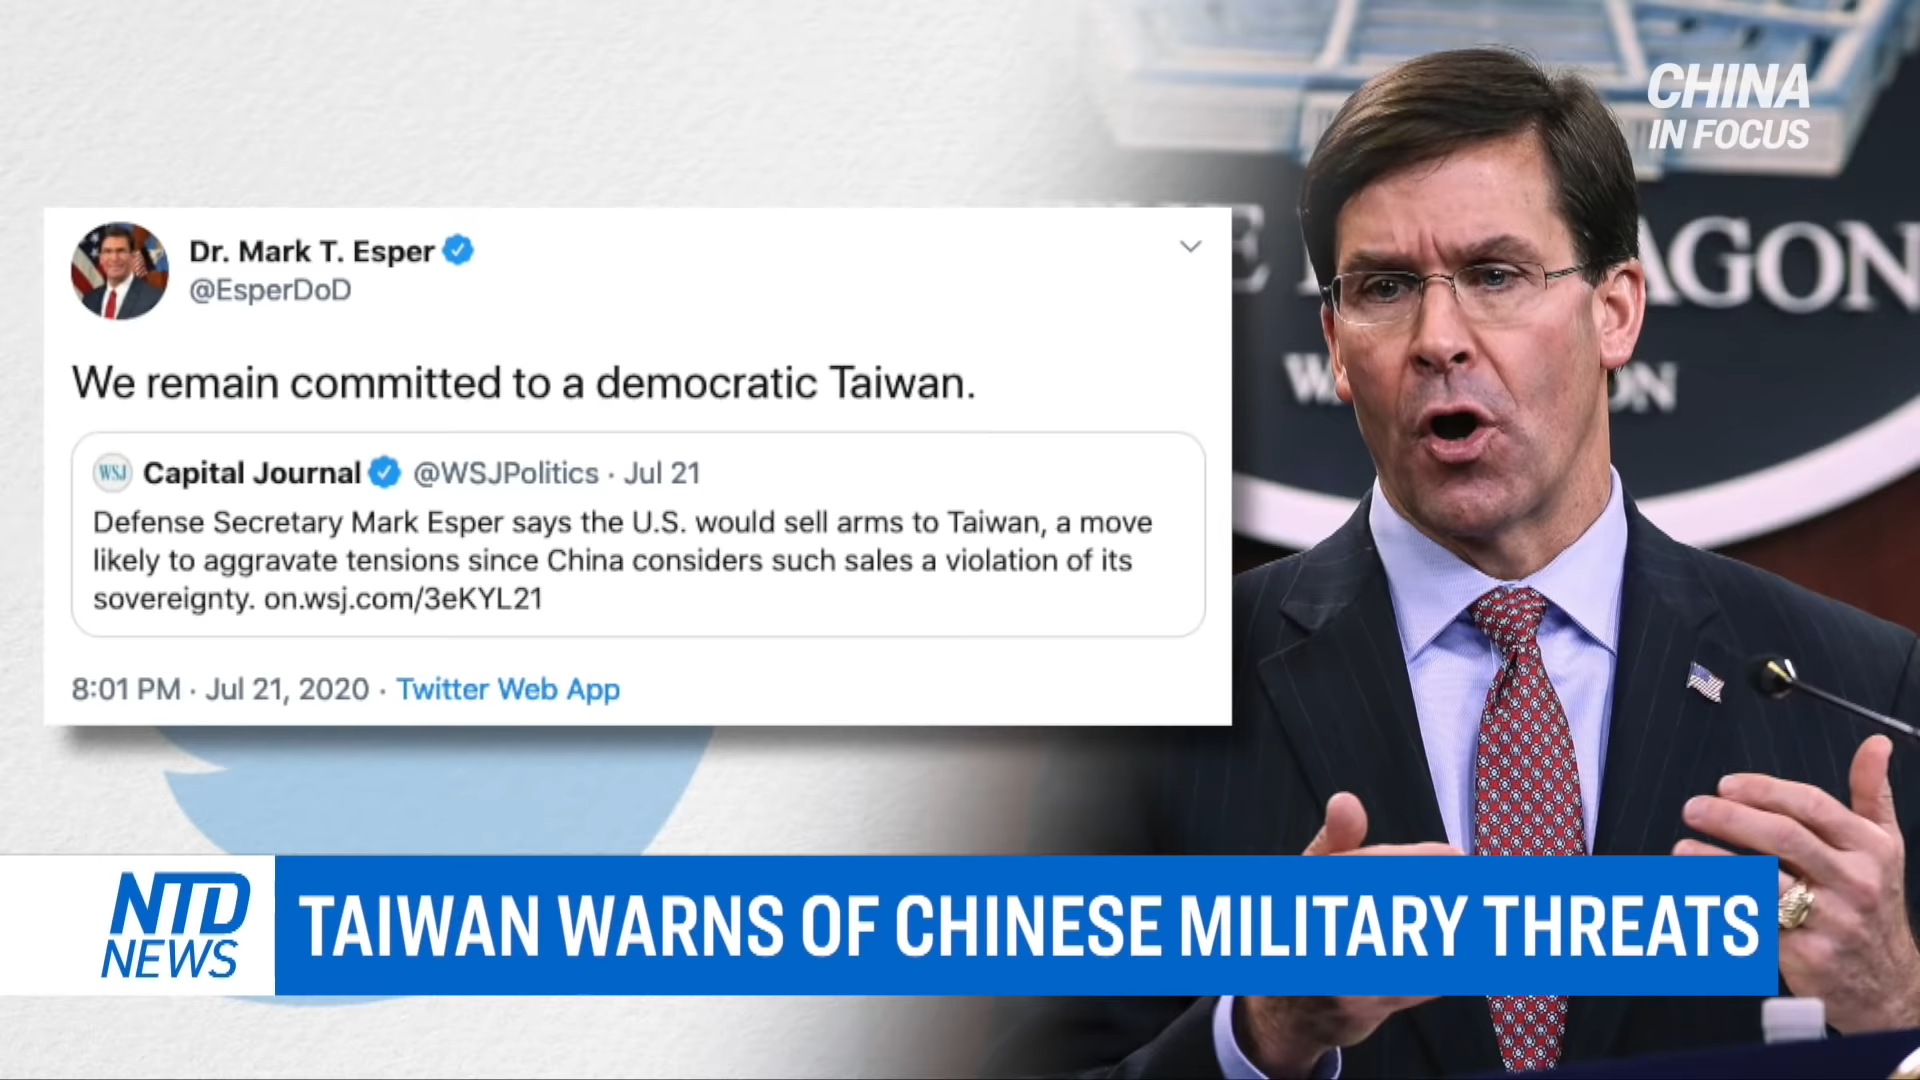 CHINA
IN FOCUS
Dr. Mark T. Esper
@EsperDoD
We remain committed to a democratic Taiwan.
WSJ
Capital Journal @WSJPolitics · Jul 21
Defense Secretary Mark Esper says the U.S. would sell arms to Taiwan, a move
likely to aggravate tensions since China considers such sales a violation of its
sovereignty. on.wsj.com/3eKYL21
8:01 PM · Jul 21, 2020 · Twitter Web App
NTD
NEWS
TAIWAN WARNS OF CHINESE MILITARY THREATS